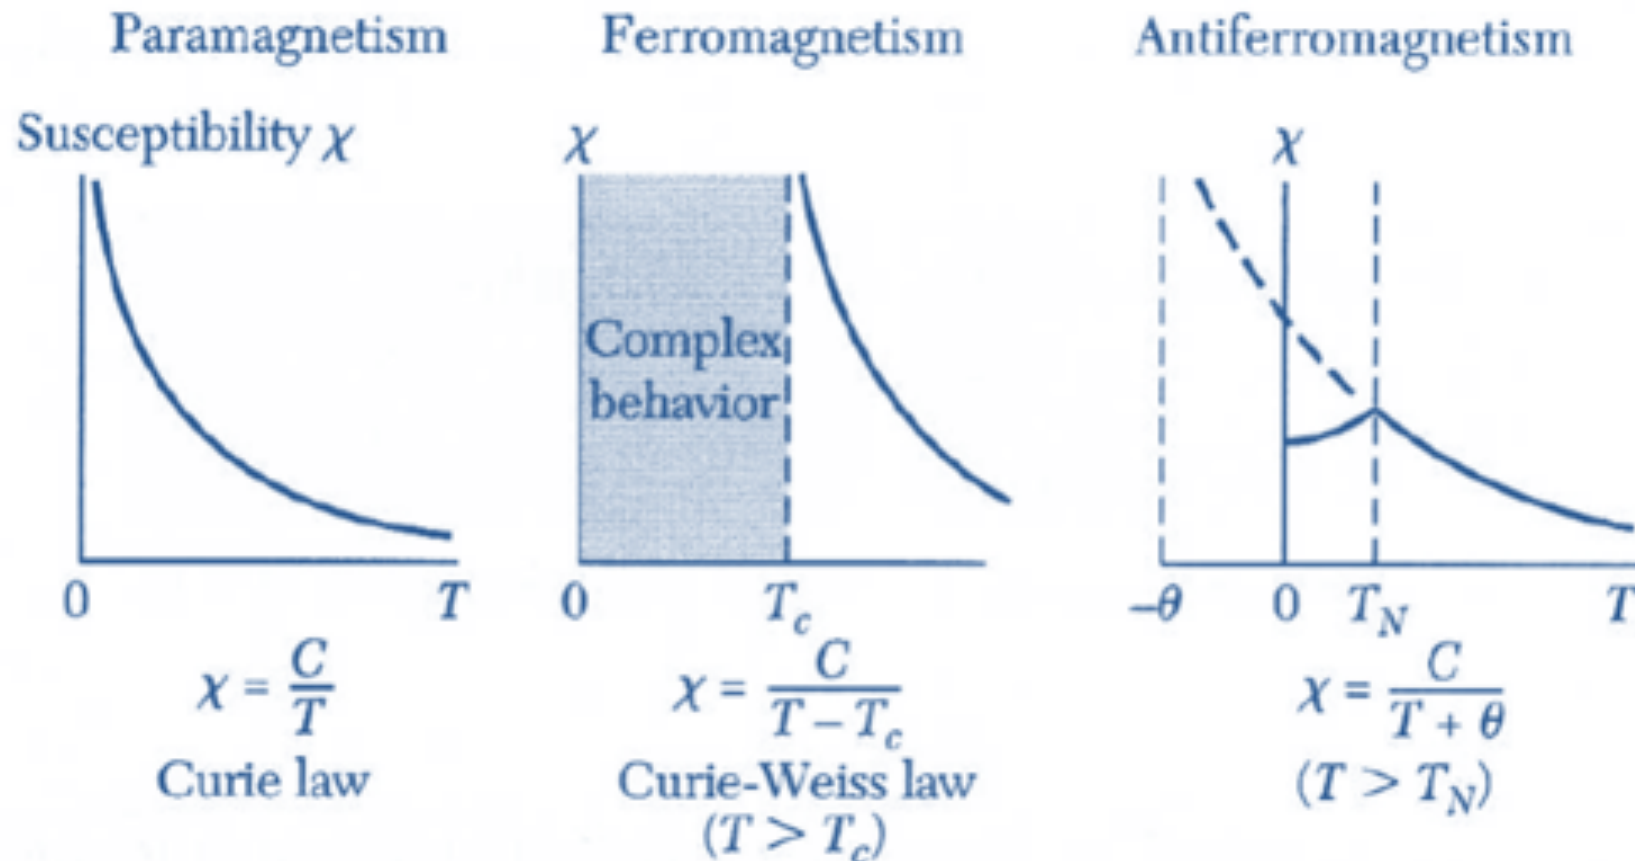 Paramagnetism
Susceptibility χ
0
T
χ = C/T
Curie law
Ferromagnetism
χ
Complex
behavior
0
T_c
χ = C/(T − T_c)
Curie-Weiss law
(T > T_c)
Antiferromagnetism
χ
−θ
0
T_N
T
χ = C/(T + θ)
(T > T_N)